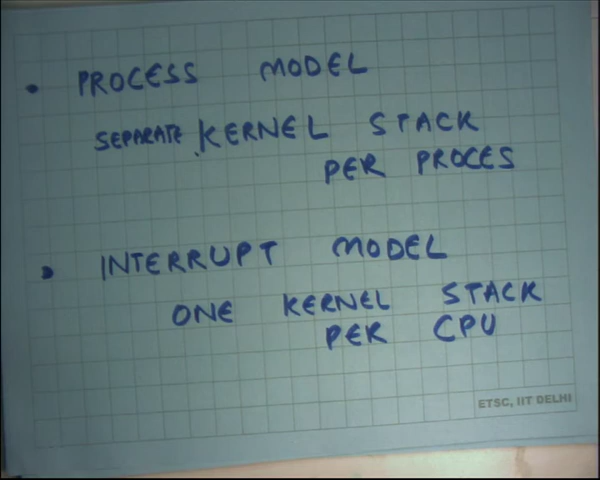 • PROCESS MODEL
SEPARATE KERNEL STACK
PER PROCES
• INTERRUPT MODEL
ONE KERNEL STACK
PER CPU
ETSC, IIT DELHI